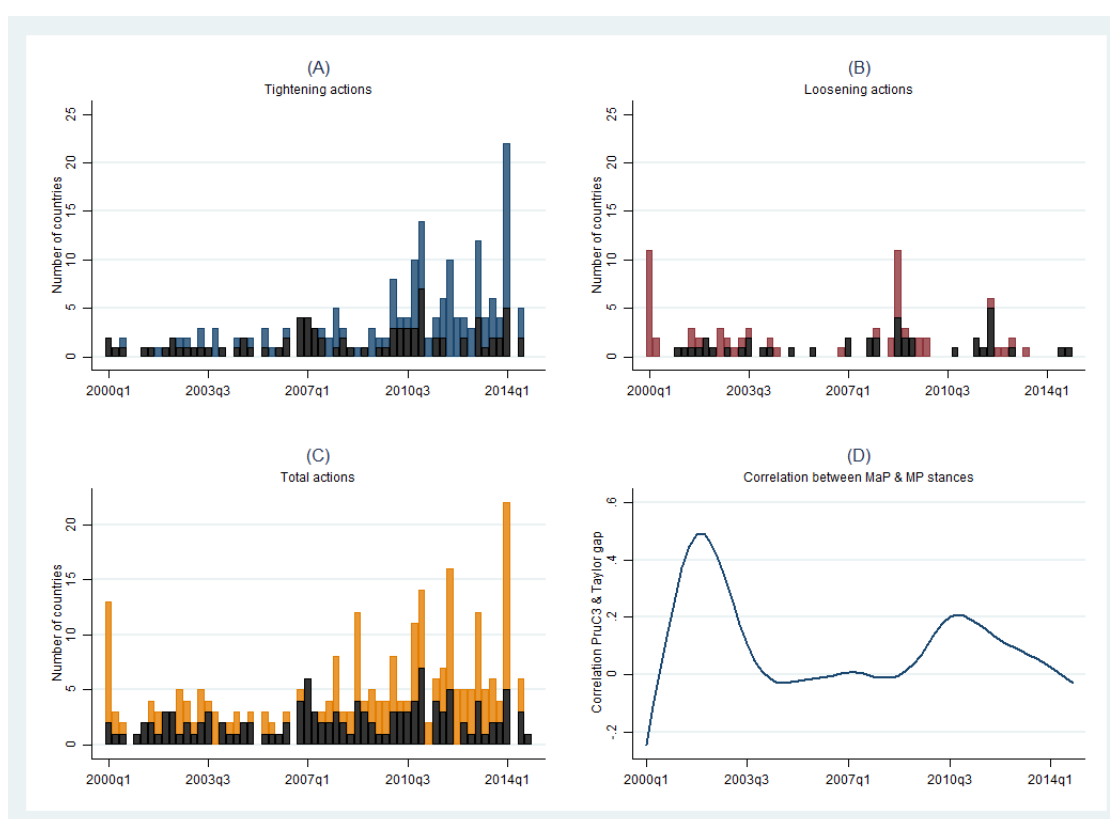 (A)
Tightening actions
Number of countries
25
20
15
10
5
0
2000q1 2003q3 2007q1 2010q3 2014q1
(B)
Loosening actions
Number of countries
25
20
15
10
5
0
2000q1 2003q3 2007q1 2010q3 2014q1
(C)
Total actions
Number of countries
20
15
10
5
0
2000q1 2003q3 2007q1 2010q3 2014q1
(D)
Correlation between MaP & MP stances
Correlation PruC3 & Taylor gap
.6
.4
.2
0
-.2
2000q1 2003q3 2007q1 2010q3 2014q1